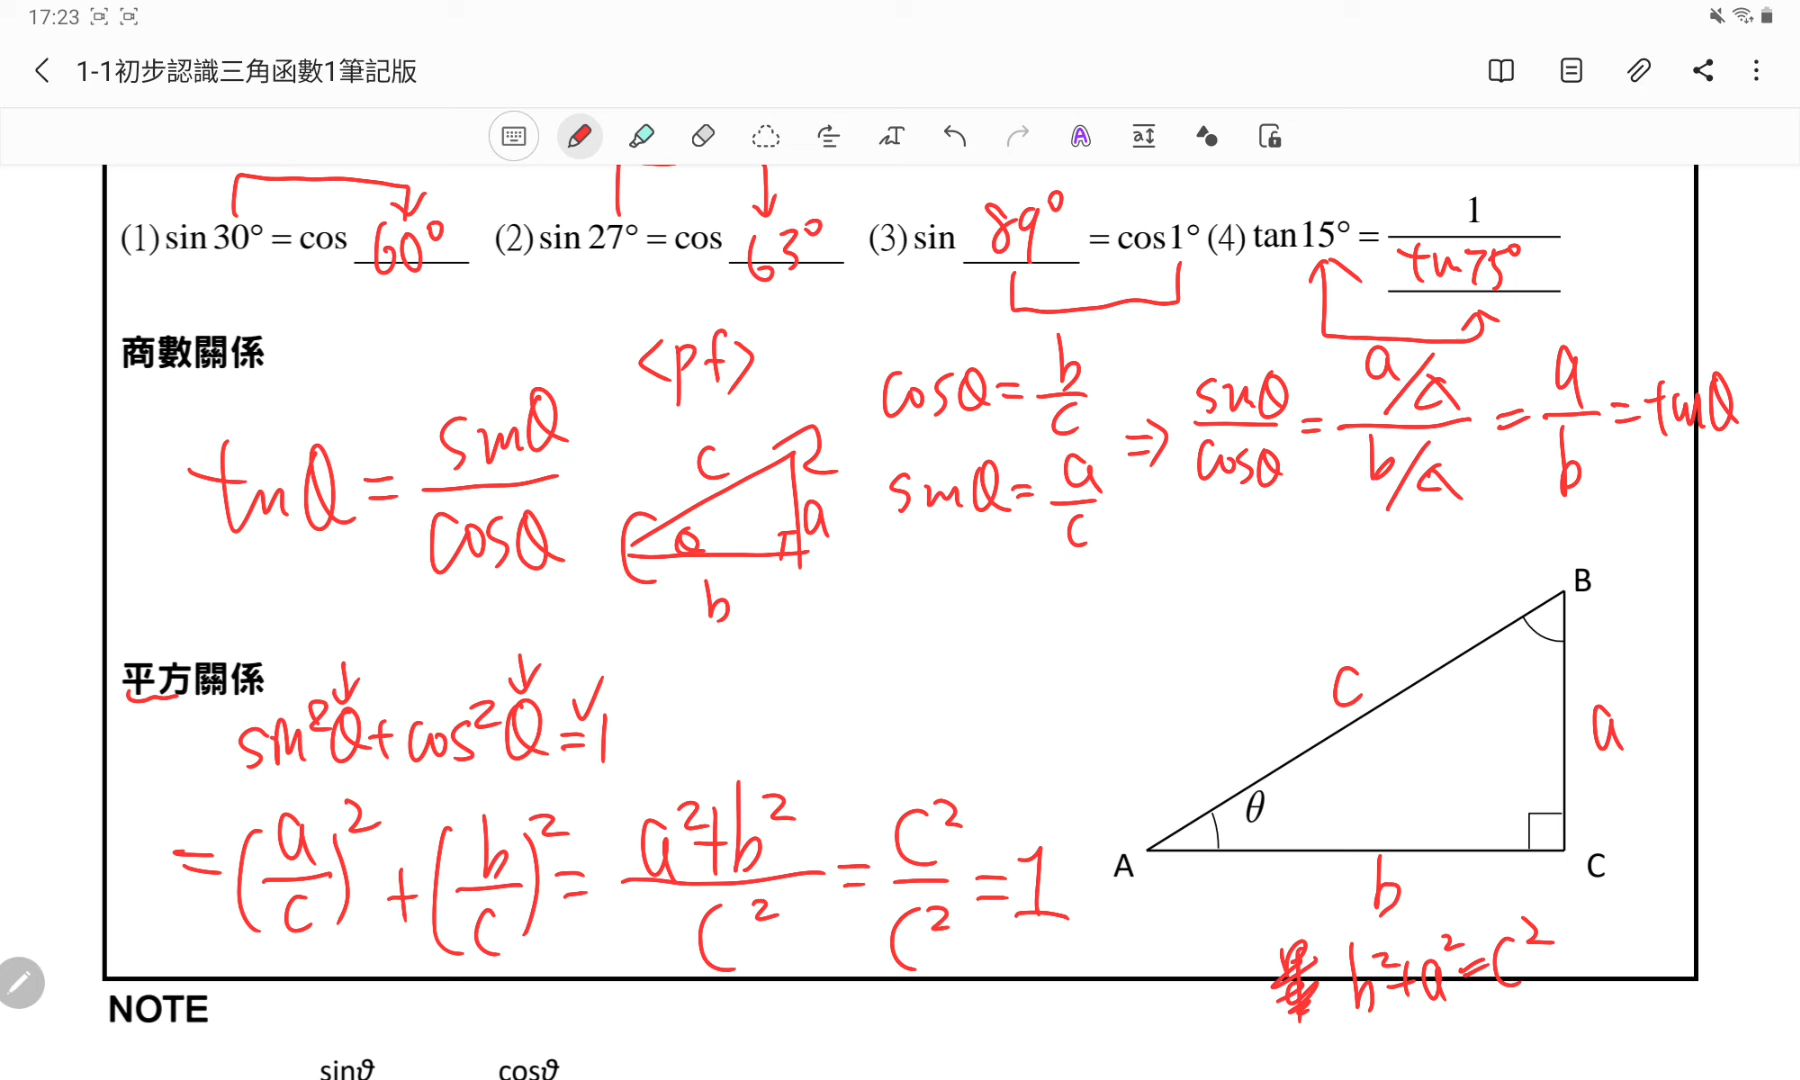 17:23
1-1初步認識三角函數1筆記版
(1) sin 30° = cos 60° (2) sin 27° = cos 63° (3) sin 89° = cos 1° (4) tan 15° = 1 / tan 75°
商數關係
<pf>
tanθ = sinθ / cosθ
c
a
θ
b
cosθ = b/c
sinθ = a/c
⇒ sinθ/cosθ = (a/c)/(b/c) = a/b = tanθ
平方關係
sin²θ + cos²θ = 1
= (a/c)² + (b/c)² = (a² + b²)/c² = c²/c² = 1
B
c
a
θ
A
b
C
b² + a² = c²
NOTE
sinθ cosθ